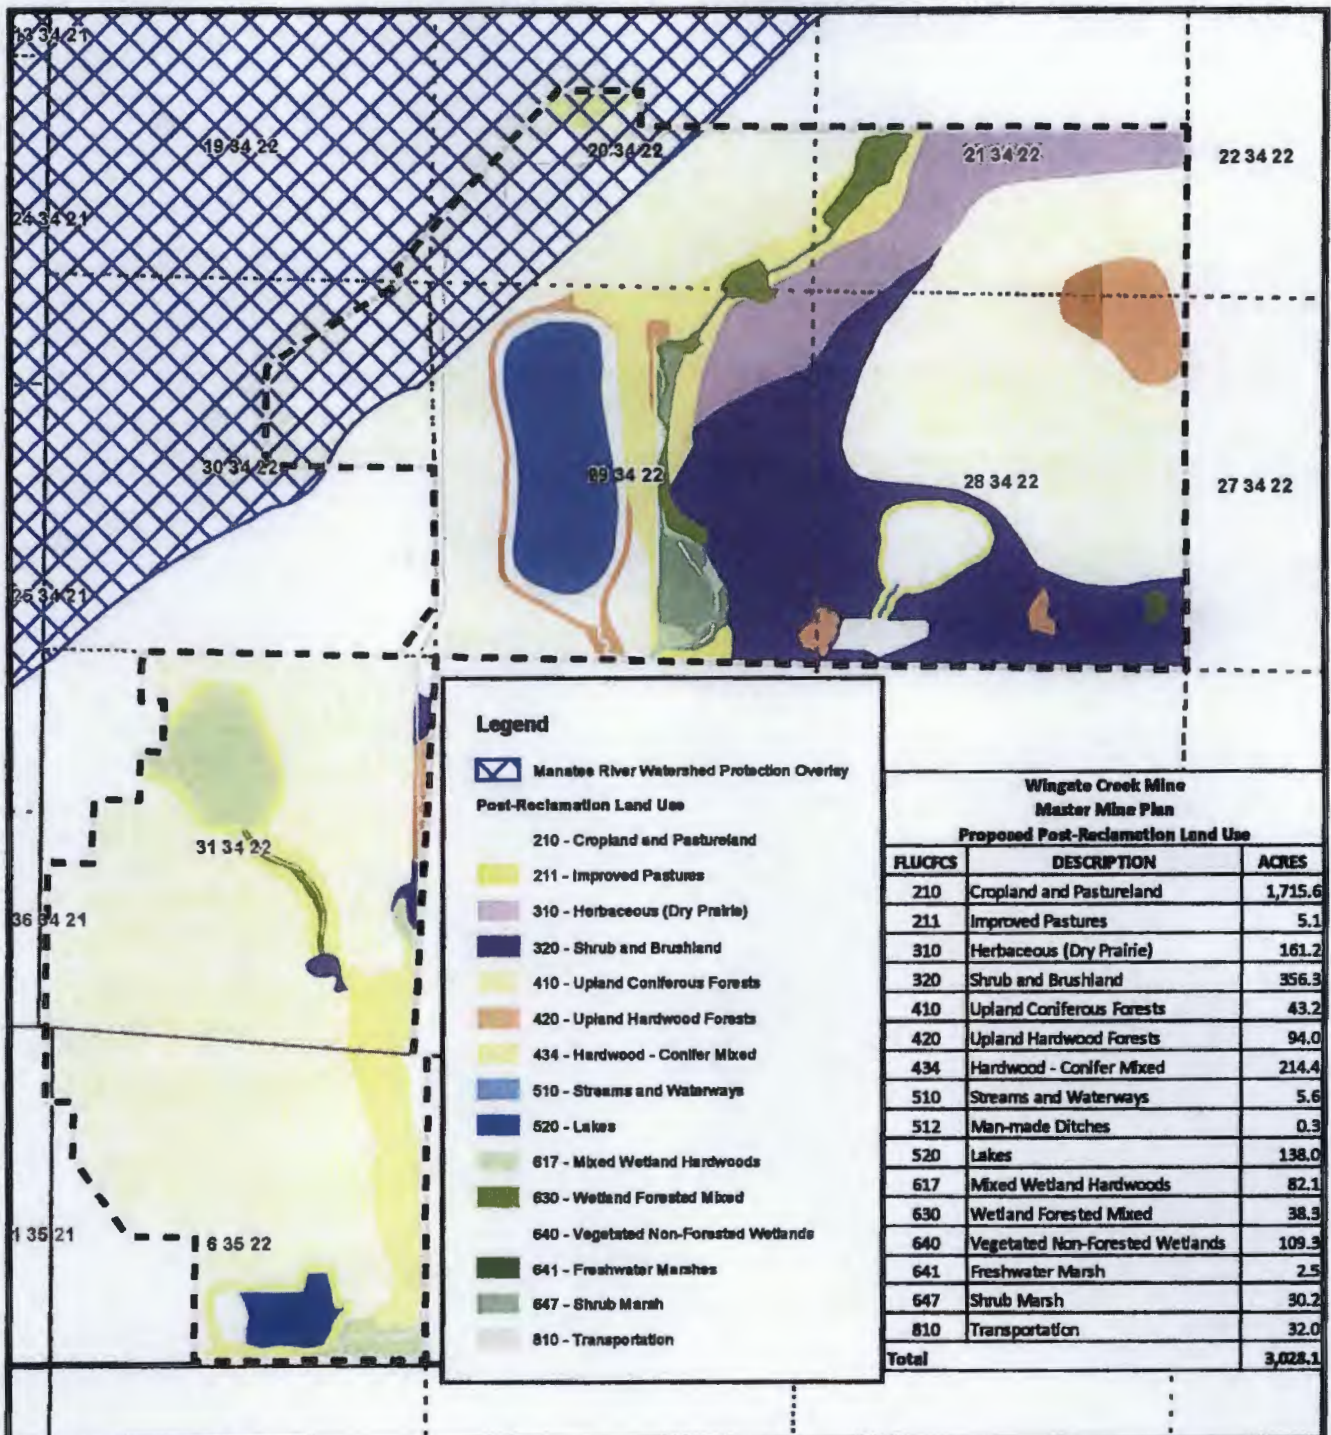 13 34 21
19 34 22
20 34 22
21 34 22
22 34 22
24 34 21
30 34 22
29 34 22
28 34 22
27 34 22
25 34 21
31 34 22
36 34 21
1 35 21
6 35 22
Legend
Manatee River Watershed Protection Overlay
Post-Reclamation Land Use
210 - Cropland and Pastureland
211 - Improved Pastures
310 - Herbaceous (Dry Prairie)
320 - Shrub and Brushland
410 - Upland Coniferous Forests
420 - Upland Hardwood Forests
434 - Hardwood - Conifer Mixed
510 - Streams and Waterways
520 - Lakes
617 - Mixed Wetland Hardwoods
630 - Wetland Forested Mixed
640 - Vegetated Non-Forested Wetlands
641 - Freshwater Marshes
647 - Shrub Marsh
810 - Transportation
Wingate Creek Mine
Master Mine Plan
Proposed Post-Reclamation Land Use
FLUCFCS DESCRIPTION ACRES
210 Cropland and Pastureland 1,715.6
211 Improved Pastures 5.1
310 Herbaceous (Dry Prairie) 161.2
320 Shrub and Brushland 356.3
410 Upland Coniferous Forests 43.2
420 Upland Hardwood Forests 94.0
434 Hardwood - Conifer Mixed 214.4
510 Streams and Waterways 5.6
512 Man-made Ditches 0.3
520 Lakes 138.0
617 Mixed Wetland Hardwoods 82.1
630 Wetland Forested Mixed 38.3
640 Vegetated Non-Forested Wetlands 109.3
641 Freshwater Marsh 2.5
647 Shrub Marsh 30.2
810 Transportation 32.0
Total 3,028.1